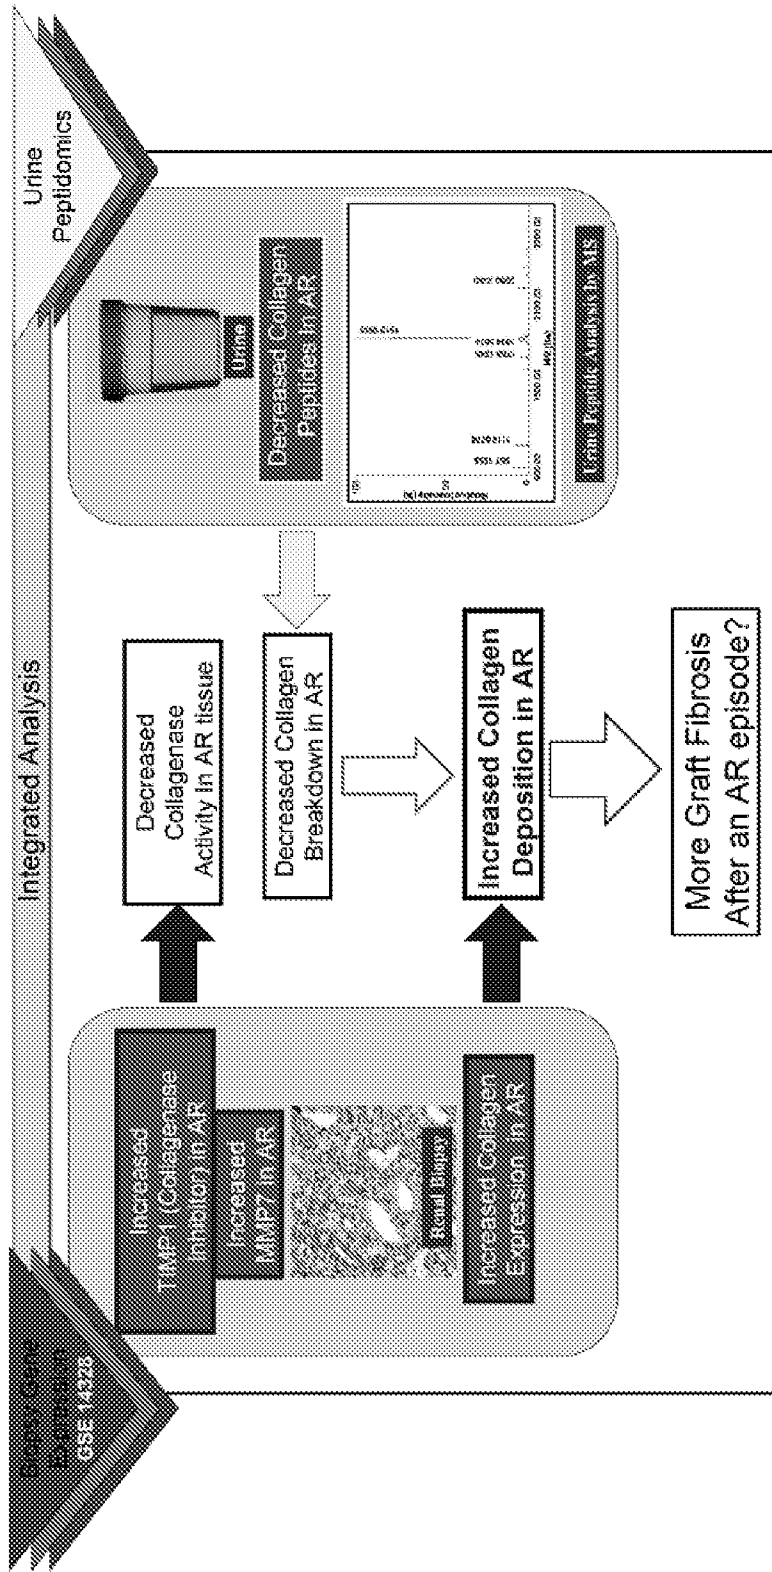 Integrated Analysis
Biopsy Gene
Expression
GSE 14328
Urine
Peptidomics
Increased
TIMP1 (Collagenase
Inhibitor) In AR
Increased
MMP7 In AR
Renal Biopsy
Increased Collagen
Expression in AR
Decreased
Collagenase
Activity In AR tissue
Decreased Collagen
Breakdown in AR
Increased Collagen
Deposition in AR
More Graft Fibrosis
After an AR episode?
Urine
Decreased Collagen
Peptides In AR
Relative Intensity (%)
Urine Peptide Analysis by MS